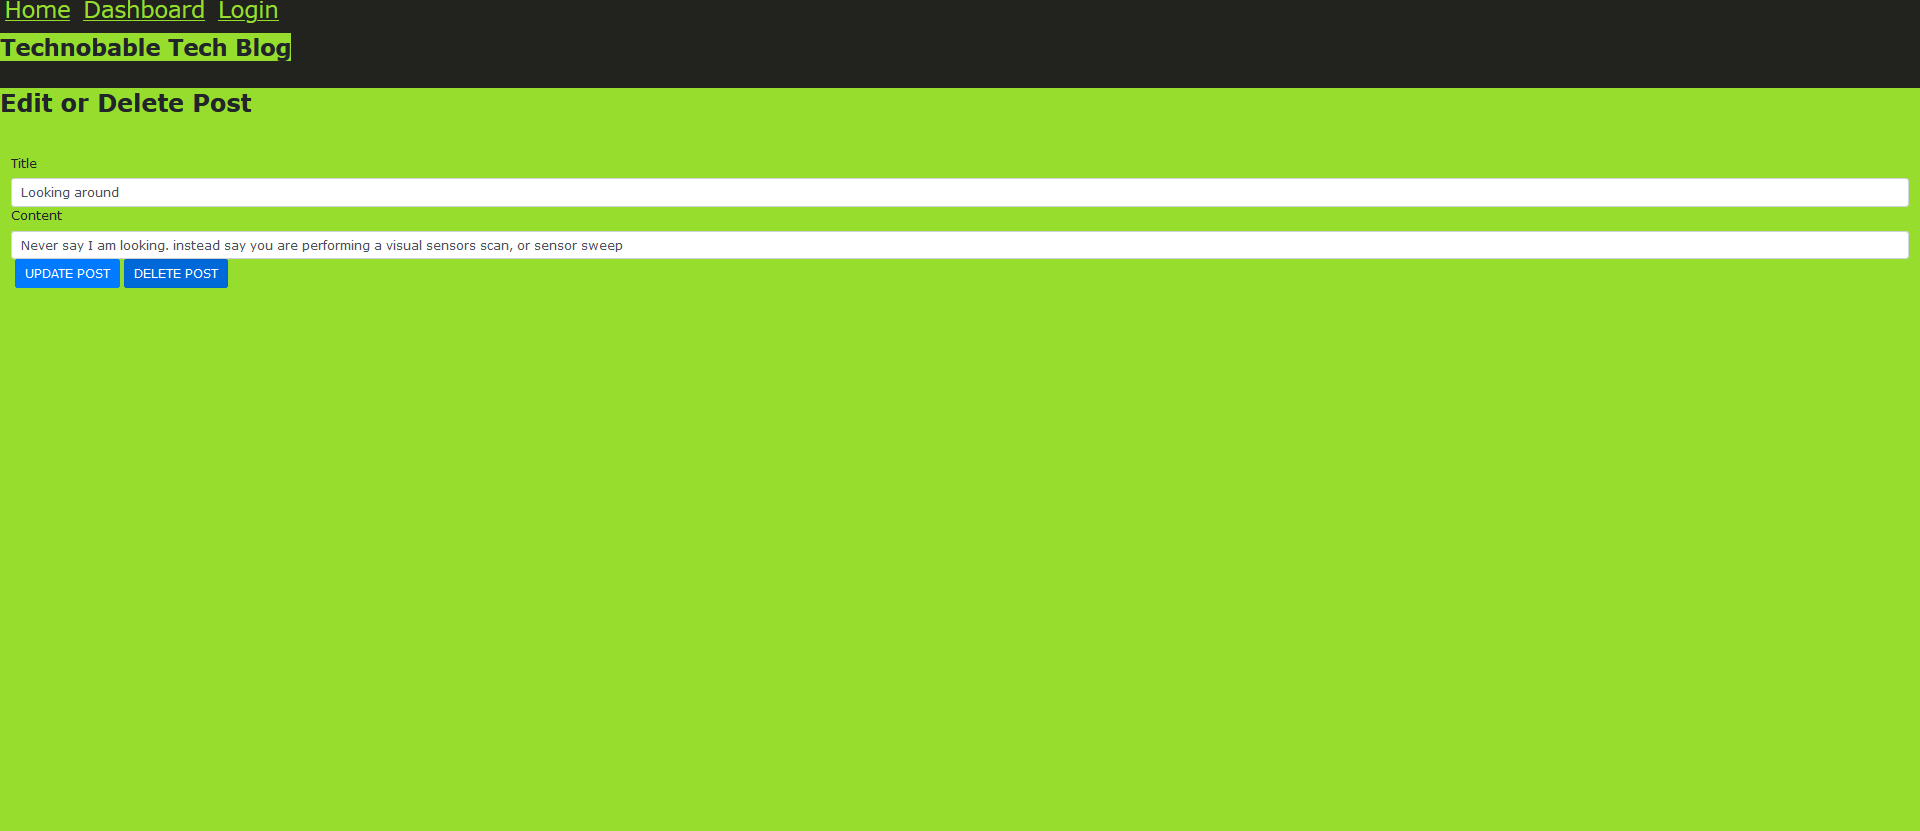 Home Dashboard Login
Technobable Tech Blog
Edit or Delete Post
Title
Looking around
Content
Never say I am looking. instead say you are performing a visual sensors scan, or sensor sweep
UPDATE POST DELETE POST